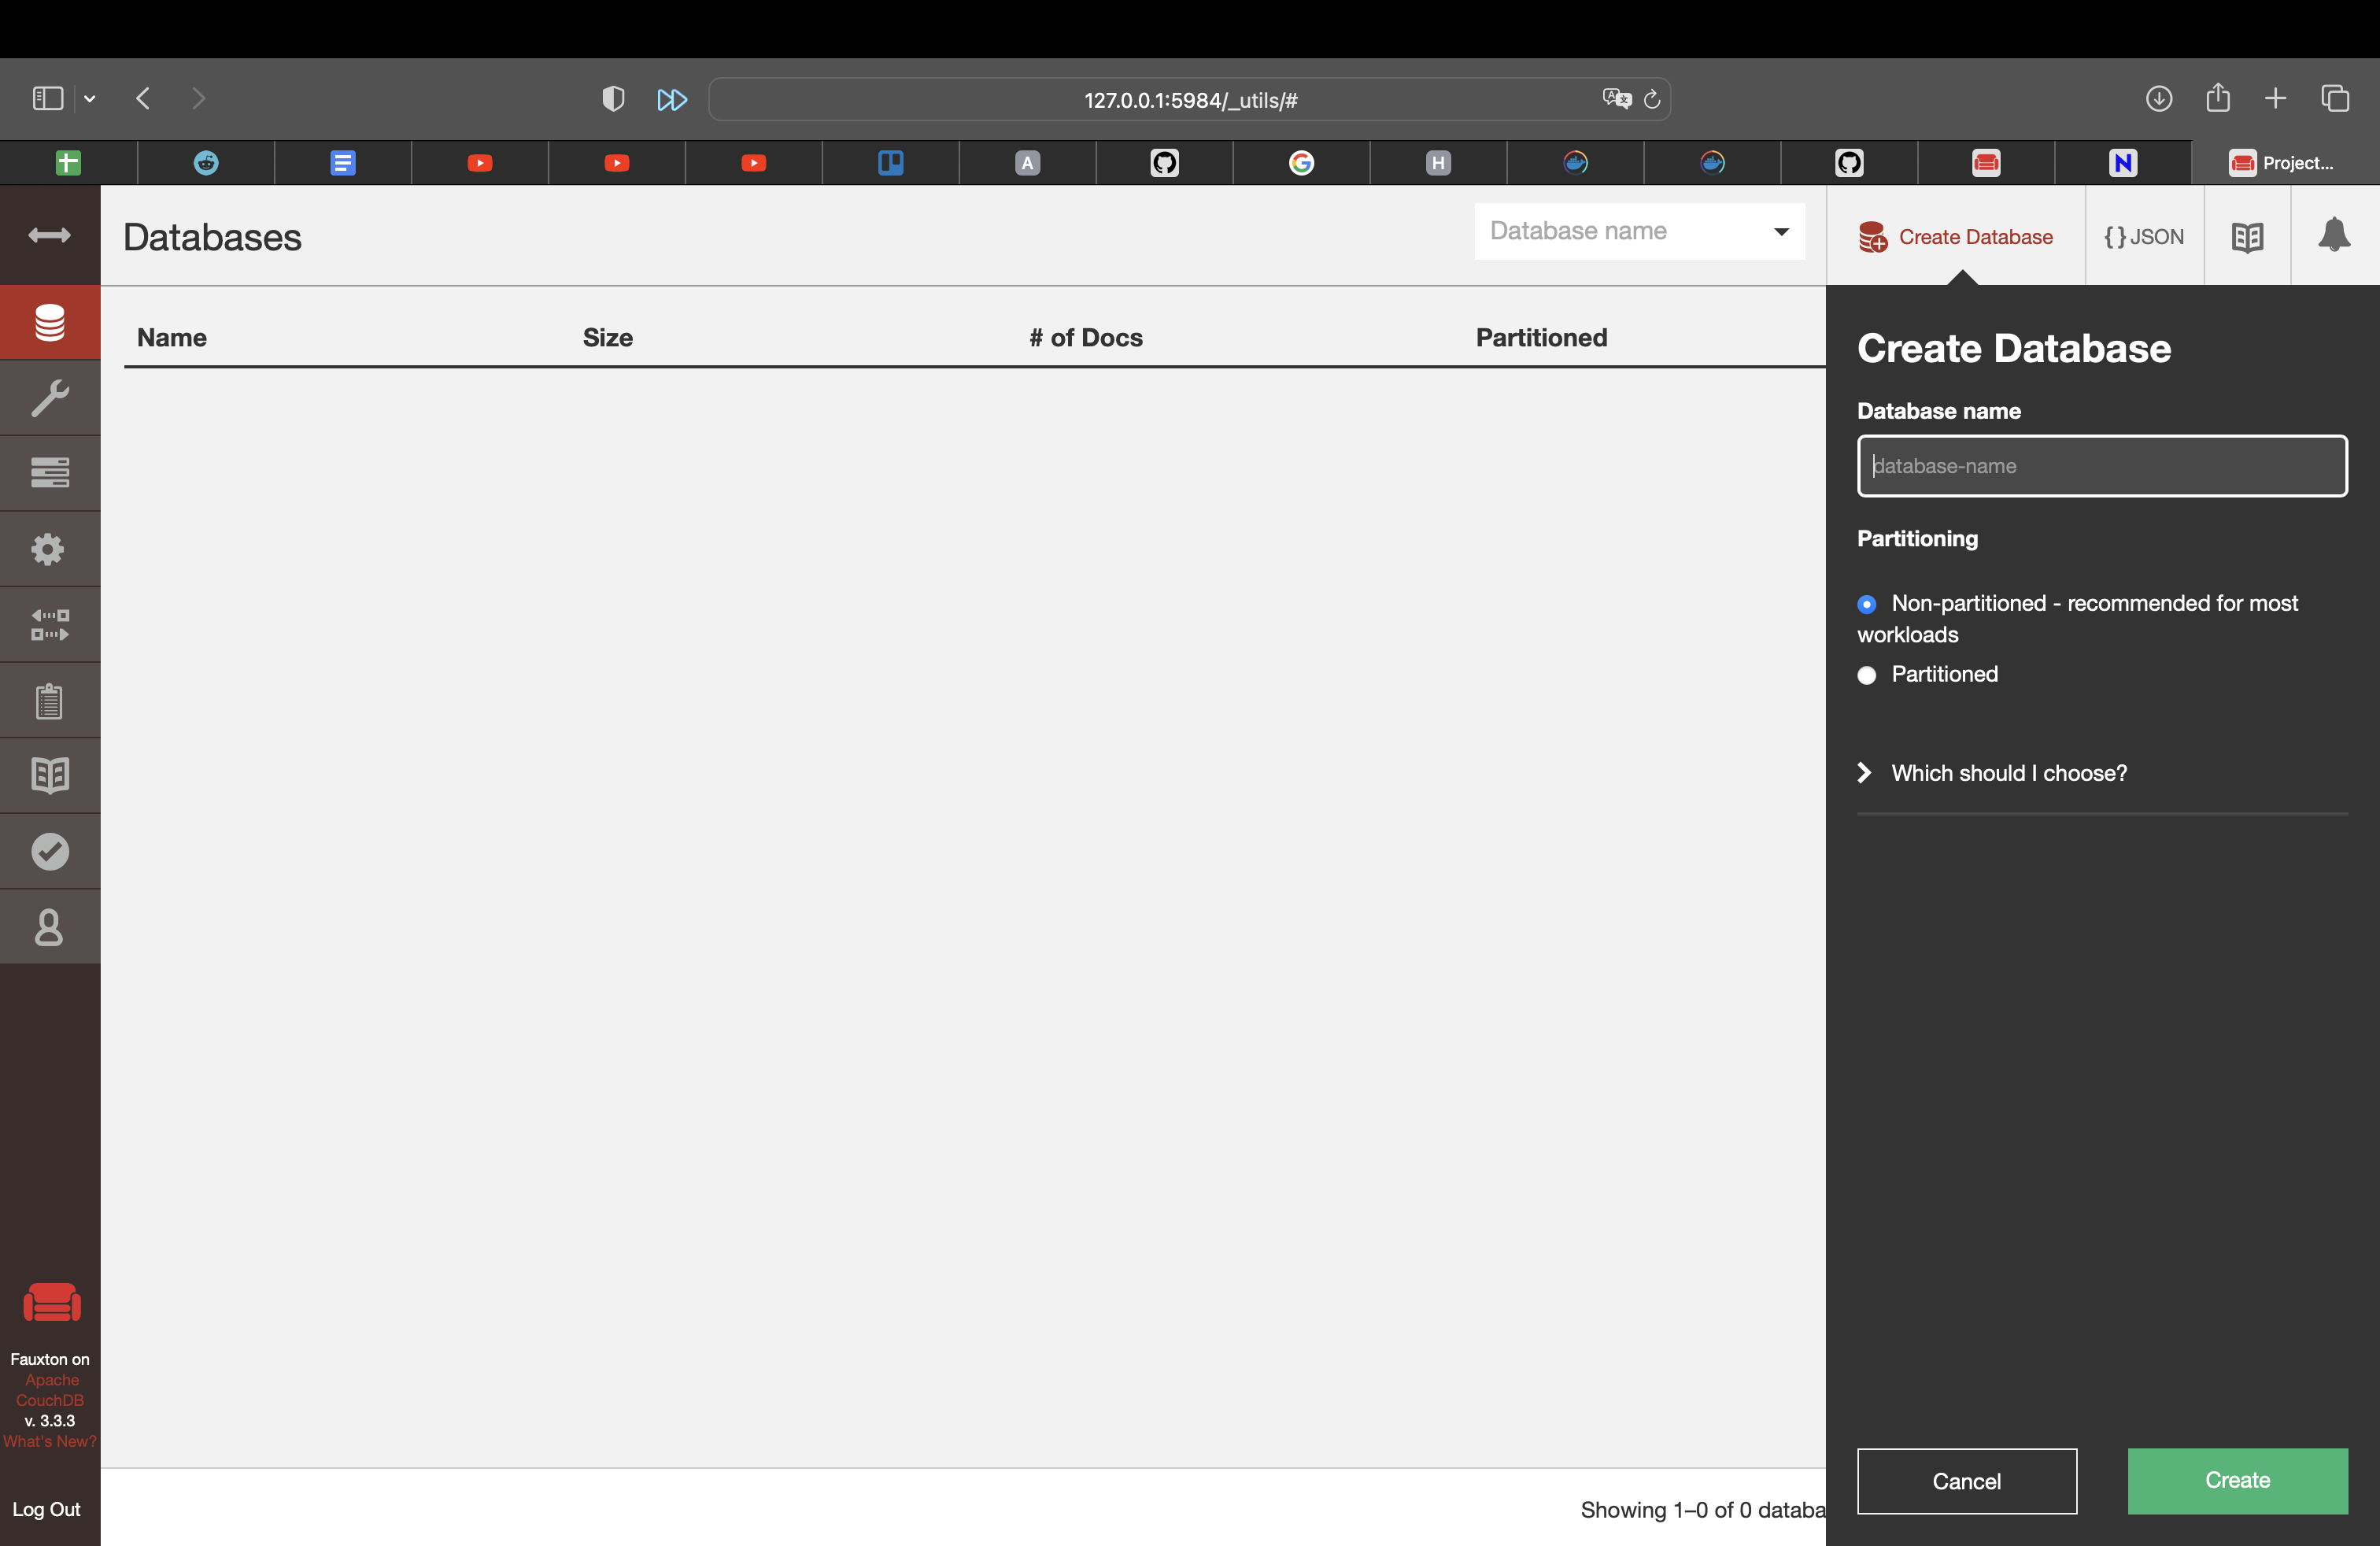 127.0.0.1:5984/_utils/#
A
H
N
Project...
Databases
Database name
Create Database
{ } JSON
Name
Size
# of Docs
Partitioned
Create Database
Database name
database-name
Partitioning
Non-partitioned - recommended for most
workloads
Partitioned
Which should I choose?
Fauxton on
Apache
CouchDB
v. 3.3.3
What's New?
Log Out
Showing 1–0 of 0 databa
Cancel
Create